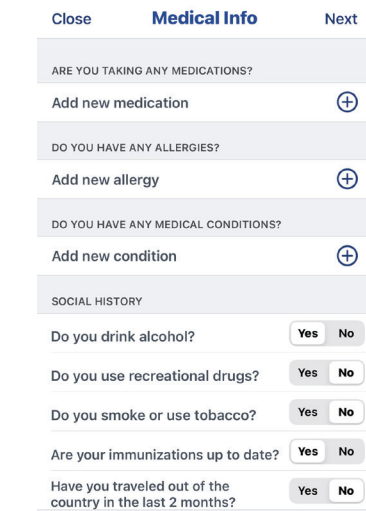 Close Medical Info Next
ARE YOU TAKING ANY MEDICATIONS?
Add new medication
DO YOU HAVE ANY ALLERGIES?
Add new allergy
DO YOU HAVE ANY MEDICAL CONDITIONS?
Add new condition
SOCIAL HISTORY
Do you drink alcohol? Yes No
Do you use recreational drugs? Yes No
Do you smoke or use tobacco? Yes No
Are your immunizations up to date? Yes No
Have you traveled out of the
country in the last 2 months? Yes No